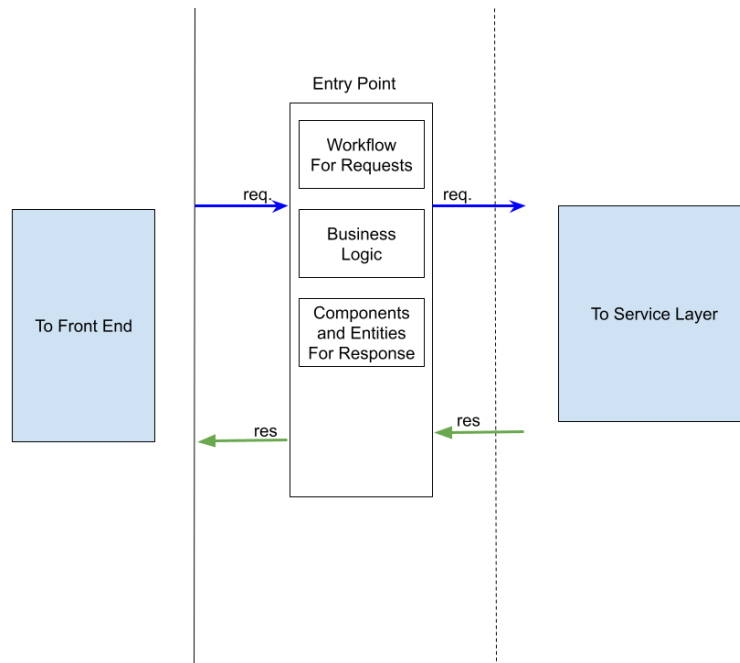 Entry Point
Workflow
For Requests
req.
req.
Business
Logic
Components
and Entities
For Response
To Front End
To Service Layer
res
res